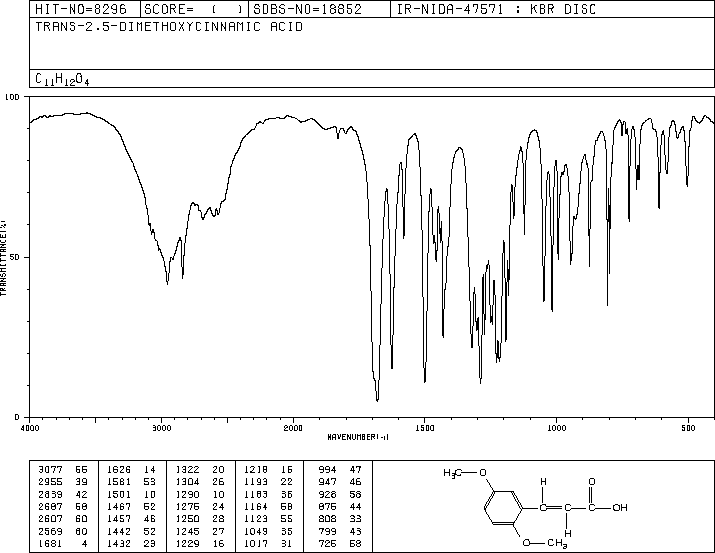 HIT-NO=8296 SCORE= ( ) SDBS-NO=18852 IR-NIDA-47571 : KBR DISC
TRANS-2,5-DIMETHOXYCINNAMIC ACID
C11H12O4
100
50
0
TRANSMITTANCE(%)
4000 3000 2000 1500 1000 500
WAVENUMBER(-1)
3077 55 1626 14 1322 20 1218 16 994 47
2955 39 1581 53 1304 26 1193 22 947 46
2839 42 1501 10 1290 10 1183 36 926 58
2687 58 1467 52 1275 24 1164 58 875 44
2607 60 1457 46 1250 28 1123 55 808 33
2569 60 1442 52 1245 27 1049 35 799 43
1681 4 1432 23 1229 16 1017 31 725 58
H3C O
H O
OH
H
O CH3